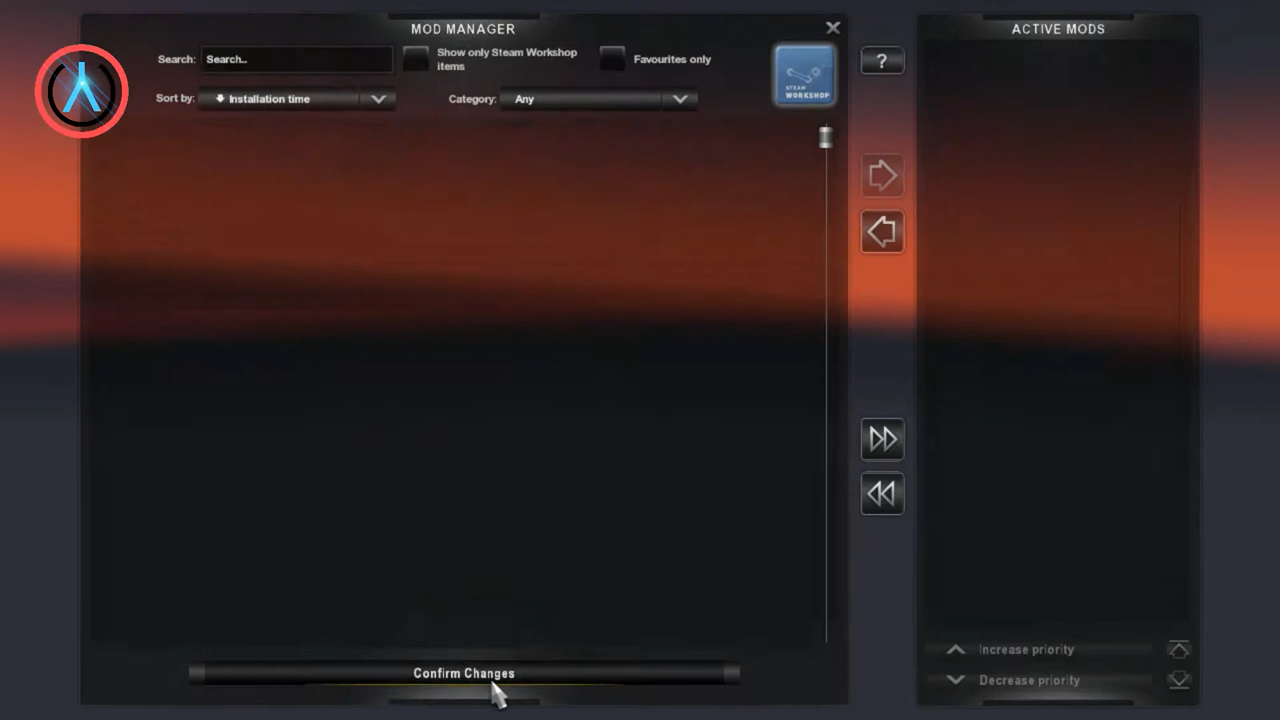 MOD MANAGER
ACTIVE MODS
Search: Search..
Show only Steam Workshop
items
Favourites only
STEAM
WORKSHOP
?
Sort by: Installation time
Category: Any
Confirm Changes
Increase priority
Decrease priority